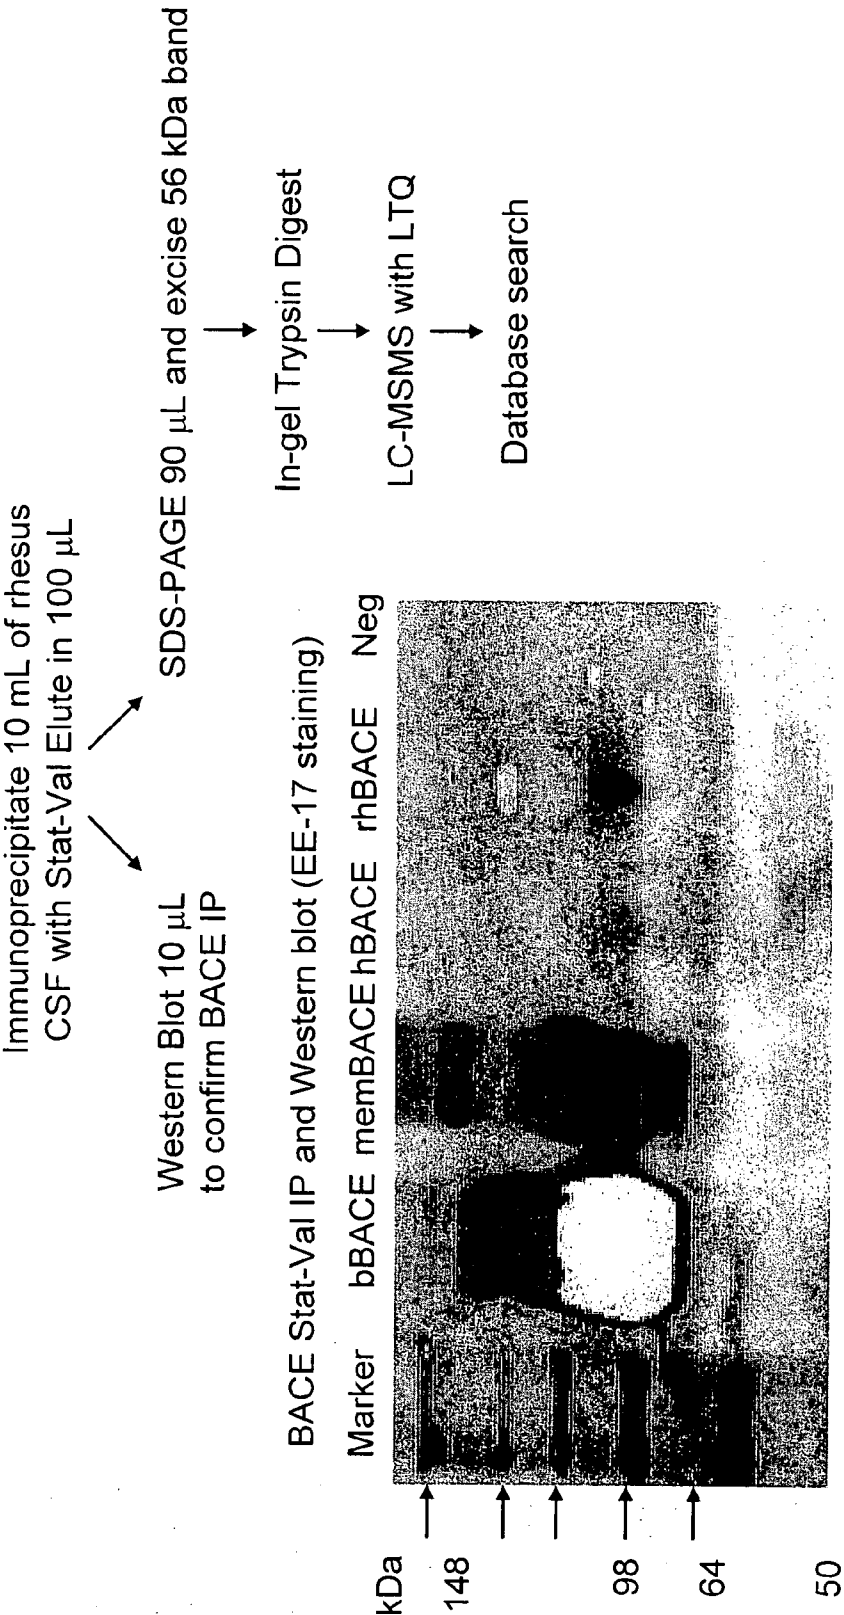 Immunoprecipitate 10 mL of rhesus
CSF with Stat-Val Elute in 100 μL
Western Blot 10 μL
to confirm BACE IP
SDS-PAGE 90 μL and excise 56 kDa band
In-gel Trypsin Digest
LC-MSMS with LTQ
Database search
BACE Stat-Val IP and Western blot (EE-17 staining)
Marker bBACE memBACE hBACE rhBACE Neg
kDa
148
98
64
50